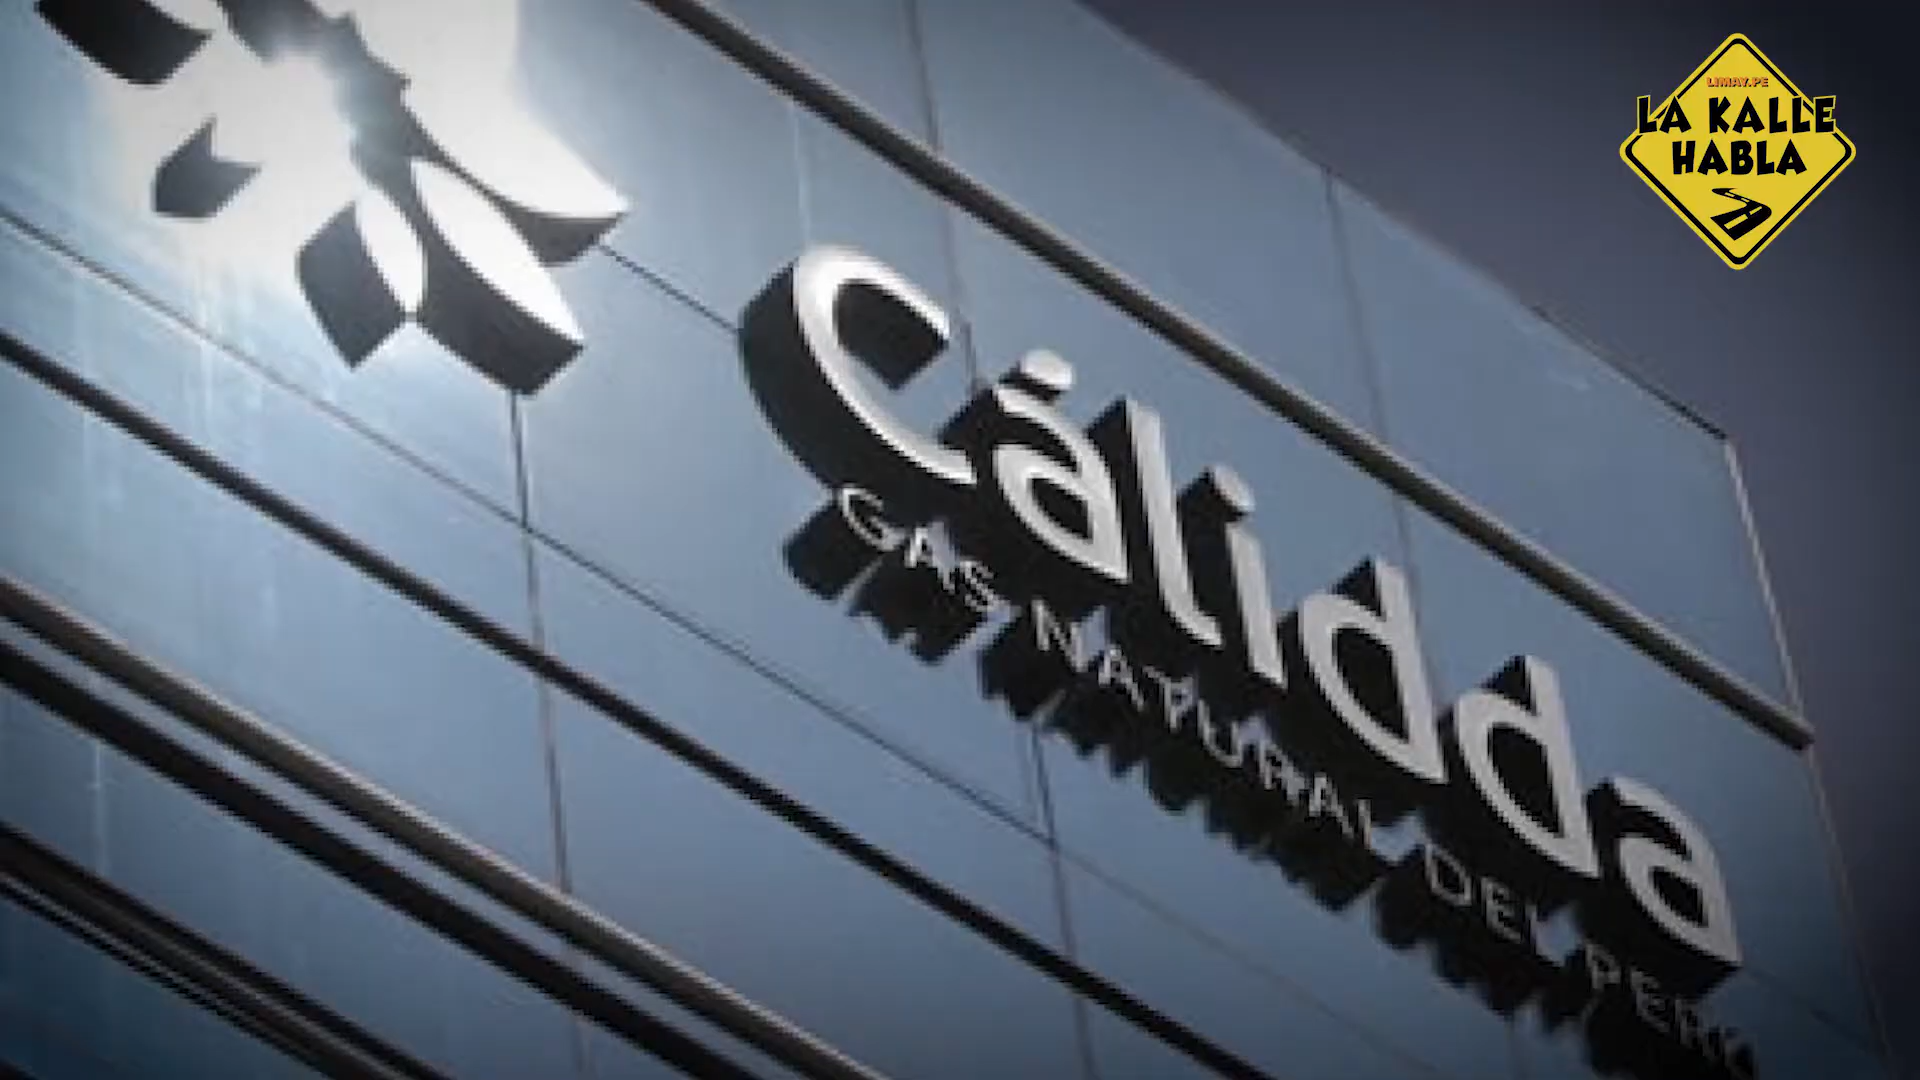 LIMAY.PE
LA KALLE
HABLA
Cálidda
GAS NATURAL DEL PERÚ